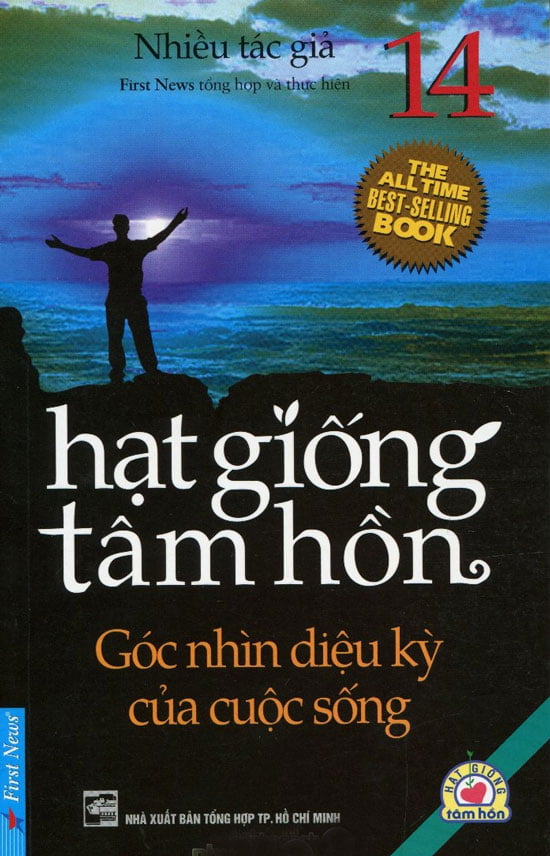 Nhiều tác giả
14
First News tổng hợp và thực hiện
THE
ALL TIME
BEST-SELLING
BOOK
hạt giống
tâm hồn
Góc nhìn diệu kỳ
của cuộc sống
First News
NHÀ XUẤT BẢN TỔNG HỢP TP. HỒ CHÍ MINH
HẠT GIỐNG
tâm hồn